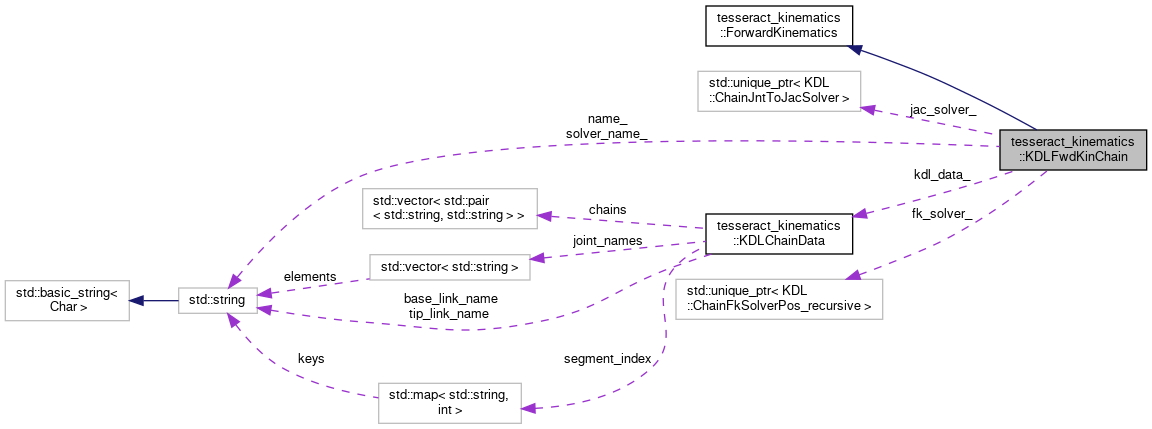 tesseract_kinematics
::ForwardKinematics
std::unique_ptr< KDL
::ChainJntToJacSolver >
jac_solver_
name_
solver_name_
tesseract_kinematics
::KDLFwdKinChain
kdl_data_
std::vector< std::pair
< std::string, std::string > >
chains
fk_solver_
tesseract_kinematics
::KDLChainData
joint_names
std::vector< std::string >
elements
std::basic_string<
Char >
std::string
base_link_name
tip_link_name
std::unique_ptr< KDL
::ChainFkSolverPos_recursive >
keys
segment_index
std::map< std::string,
int >